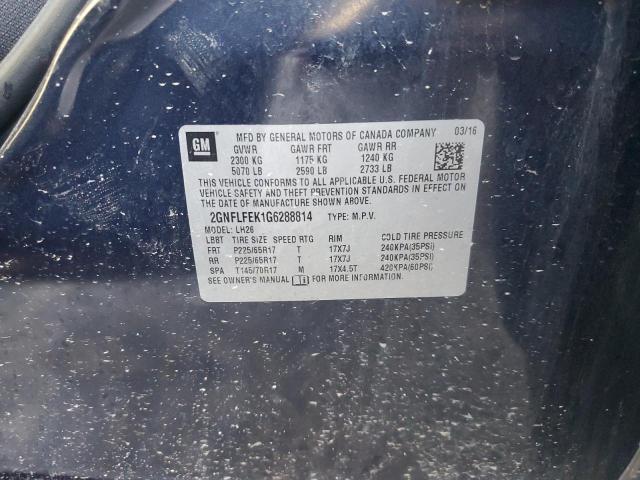 GM
MFD BY GENERAL MOTORS OF CANADA COMPANY 03/16
GVWR GAWR FRT GAWR RR
2300 KG 1175 KG 1240 KG
5070 LB 2590 LB 2733 LB
THIS VEHICLE CONFORMS TO ALL APPLICABLE U.S. FEDERAL MOTOR
VEHICLE SAFETY AND THEFT PREVENTION STANDARDS IN EFFECT
ON THE DATE OF MANUFACTURE SHOWN ABOVE.
2GNFLFEK1G6288814 TYPE: M.P.V.
MODEL: LH26
LBBT TIRE SIZE SPEED RTG RIM COLD TIRE PRESSURE
FRT P225/65R17 T 17X7J 240KPA(35PSI)
RR P225/65R17 T 17X7J 240KPA(35PSI)
SPA T145/70R17 M 17X4.5T 420KPA(60PSI)
SEE OWNER'S MANUAL FOR MORE INFORMATION.